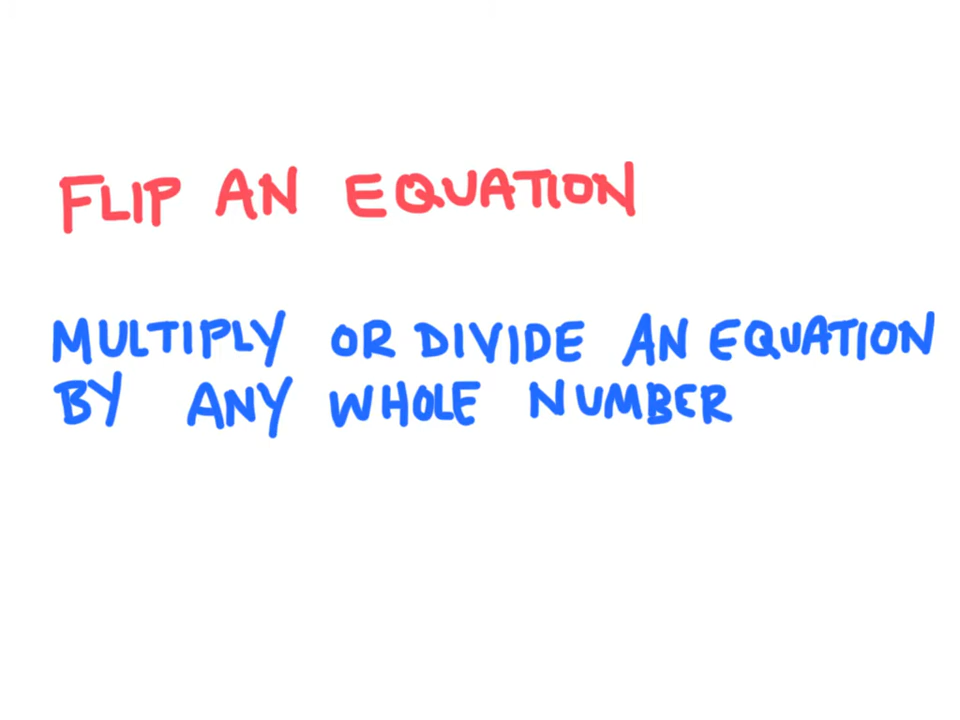 FLIP AN EQUATION
MULTIPLY OR DIVIDE AN EQUATION
BY ANY WHOLE NUMBER